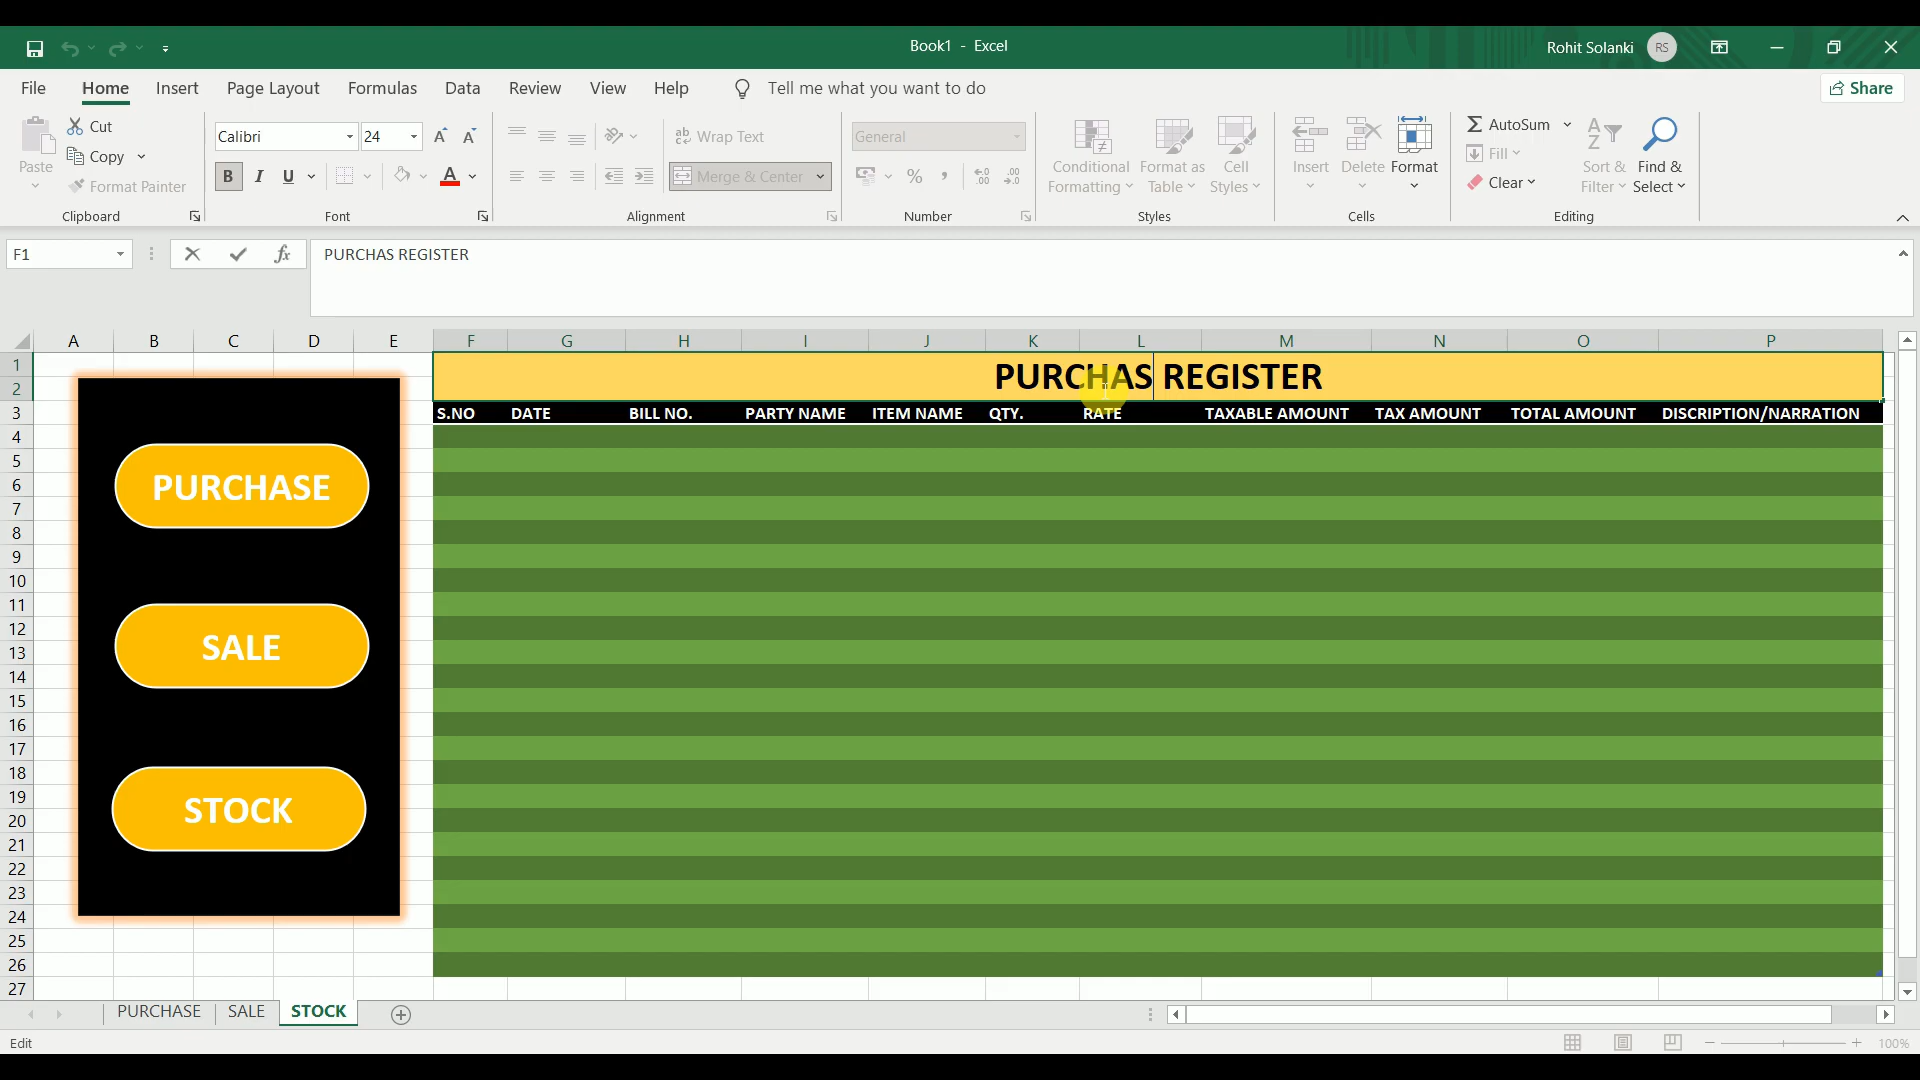 Book1 - Excel
Rohit Solanki RS
File Home Insert Page Layout Formulas Data Review View Help Tell me what you want to do Share
Paste Cut Copy Format Painter Clipboard
Calibri 24 A A B I U A Font
ab Wrap Text Merge & Center Alignment
General % , Number
Conditional Formatting Format as Table Cell Styles Styles
Insert Delete Format Cells
AutoSum Fill Clear Sort & Filter Find & Select Editing
F1 fx PURCHAS REGISTER
A B C D E F G H I J K L M N O P
1
PURCHAS REGISTER
2
3 S.NO DATE BILL NO. PARTY NAME ITEM NAME QTY. RATE TAXABLE AMOUNT TAX AMOUNT TOTAL AMOUNT DISCRIPTION/NARRATION
4
5
6 PURCHASE
7
8
9
10
11
12
13 SALE
14
15
16
17
18
19
20 STOCK
21
22
23
24
25
26
27
PURCHASE SALE STOCK
Edit 100%